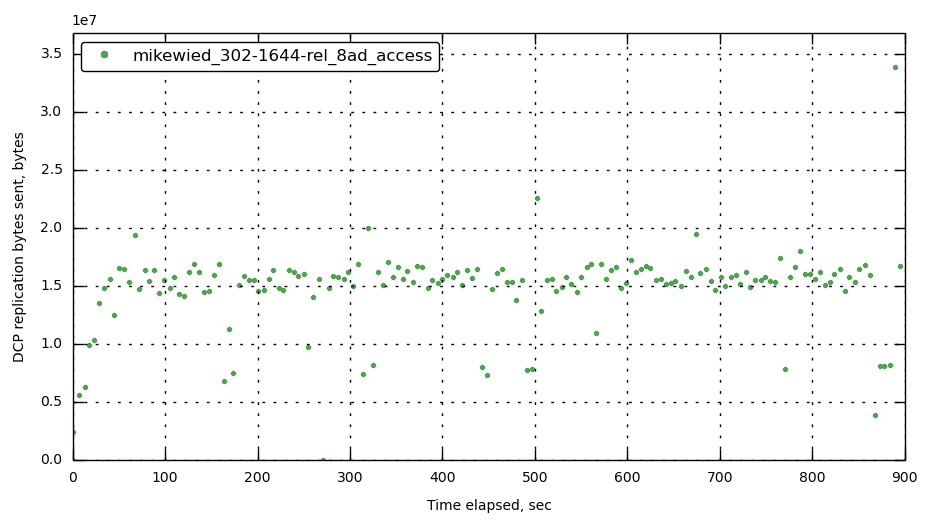 1e7
mikewied_302-1644-rel_8ad_access
3.5
3.0
2.5
2.0
1.5
1.0
0.5
0.0
DCP replication bytes sent, bytes
0 100 200 300 400 500 600 700 800 900
Time elapsed, sec